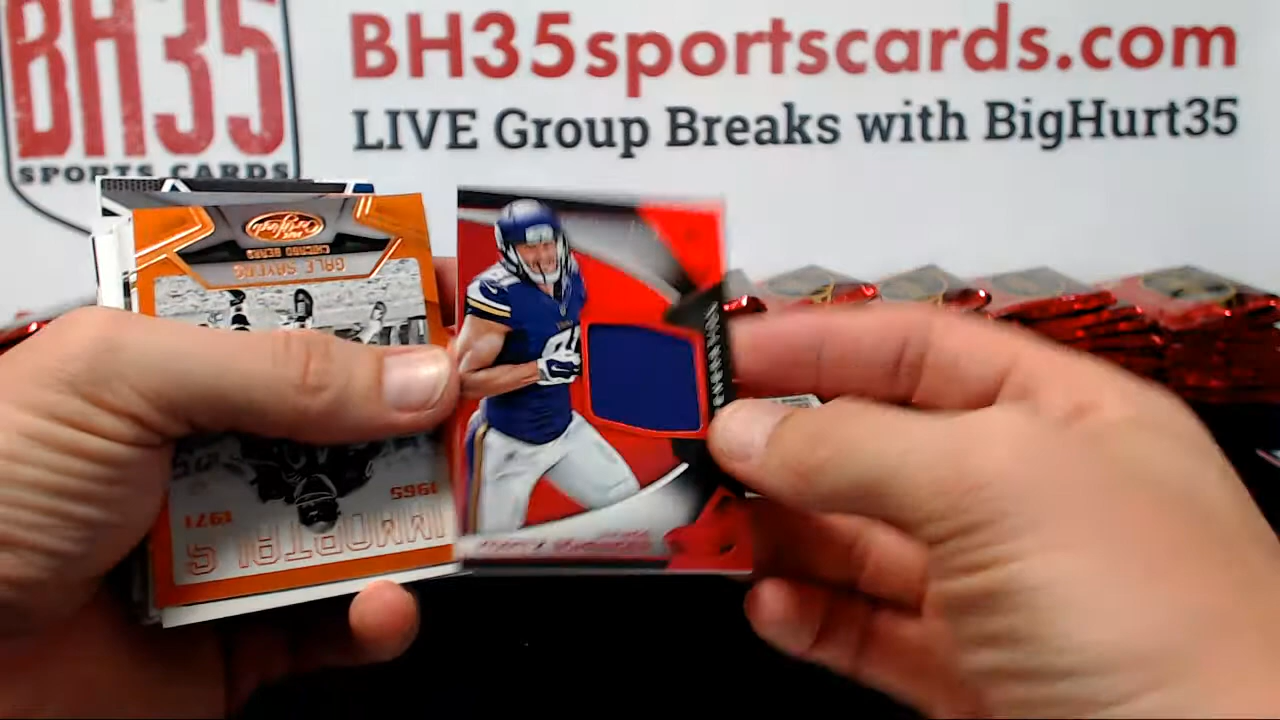 BH35
SPORTS CARDS
BH35sportscards.com
LIVE Group Breaks with BigHurt35
CHICAGO BEARS
GALE SAYERS
1965
1971
IMMORTALS